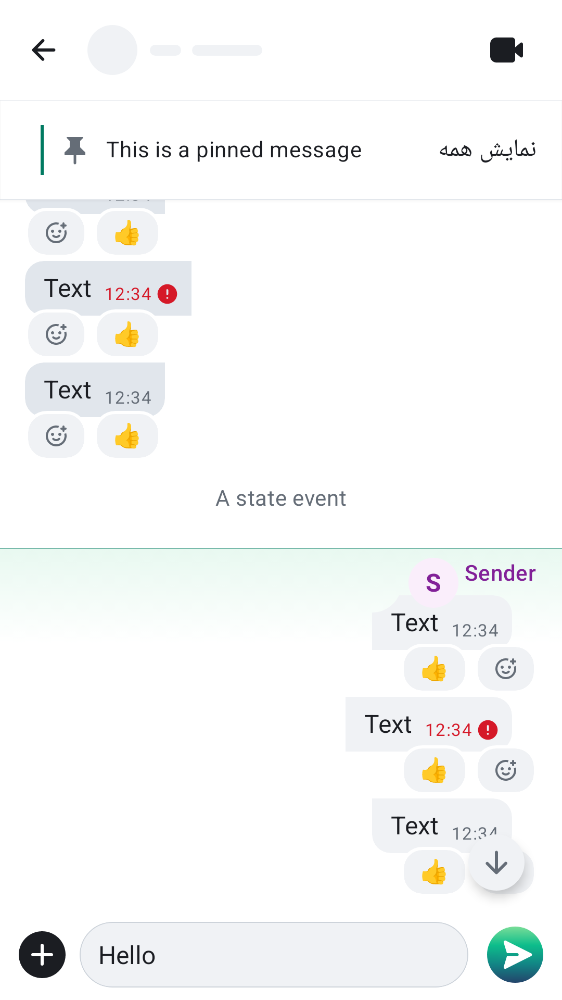 This is a pinned message
نمایش همه
Text 12:34
Text 12:34
A state event
Sender
S
Text 12:34
Text 12:34
Text 12:34
Hello